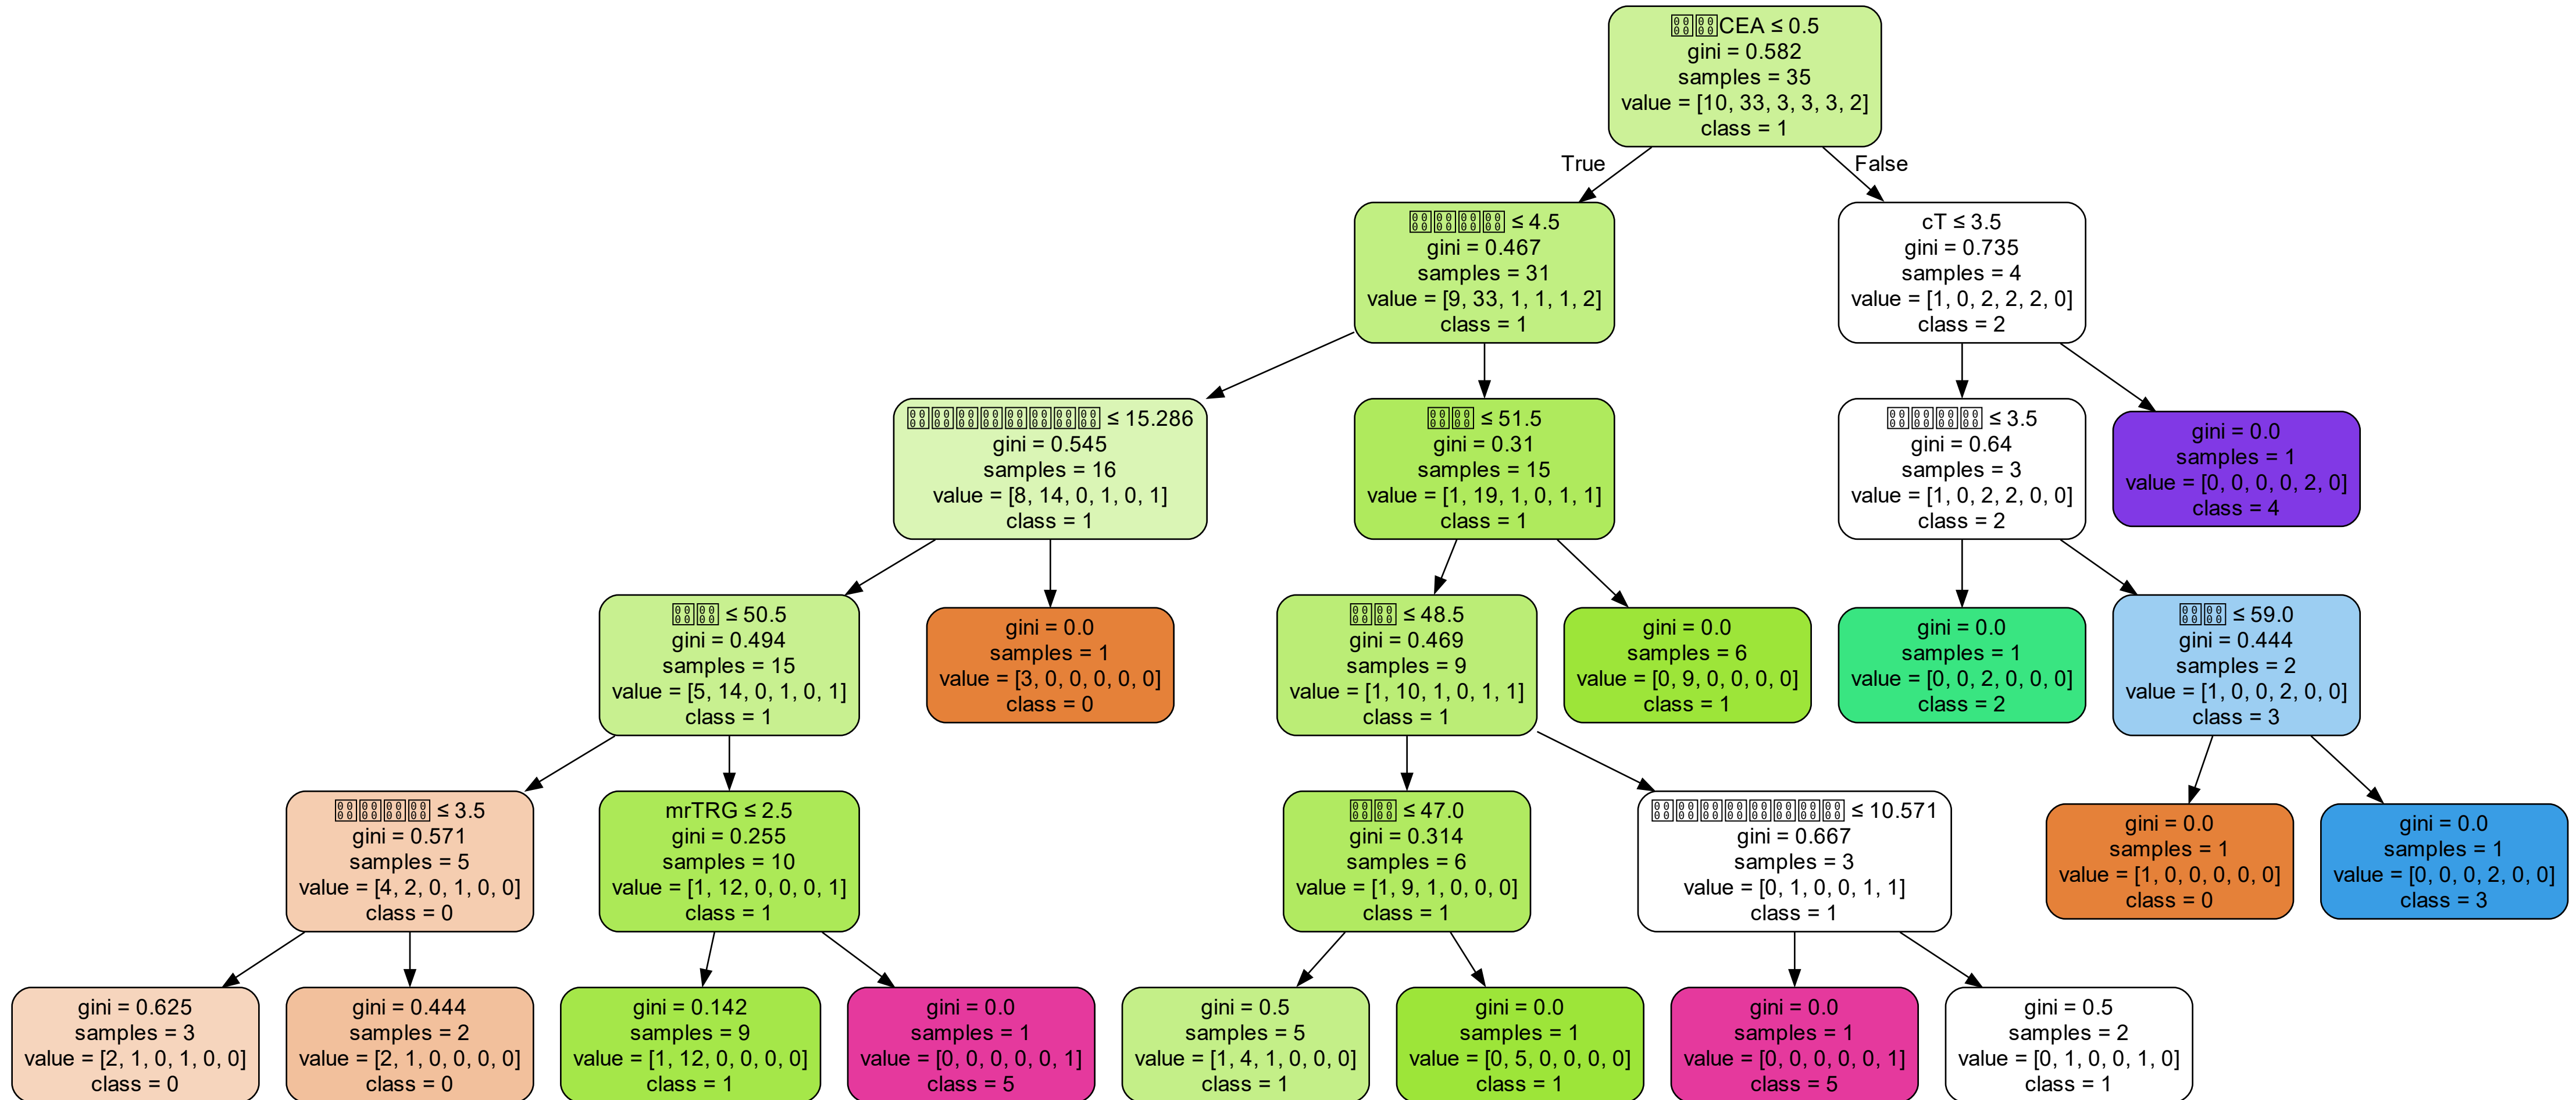 CEA ≤ 0.5
gini = 0.582
samples = 35
value = [10, 33, 3, 3, 3, 2]
class = 1
True
False
≤ 4.5
gini = 0.467
samples = 31
value = [9, 33, 1, 1, 1, 2]
class = 1
cT ≤ 3.5
gini = 0.735
samples = 4
value = [1, 0, 2, 2, 2, 0]
class = 2
≤ 15.286
gini = 0.545
samples = 16
value = [8, 14, 0, 1, 0, 1]
class = 1
≤ 51.5
gini = 0.31
samples = 15
value = [1, 19, 1, 0, 1, 1]
class = 1
≤ 3.5
gini = 0.64
samples = 3
value = [1, 0, 2, 2, 0, 0]
class = 2
gini = 0.0
samples = 1
value = [0, 0, 0, 0, 2, 0]
class = 4
≤ 50.5
gini = 0.494
samples = 15
value = [5, 14, 0, 1, 0, 1]
class = 1
gini = 0.0
samples = 1
value = [3, 0, 0, 0, 0, 0]
class = 0
≤ 48.5
gini = 0.469
samples = 9
value = [1, 10, 1, 0, 1, 1]
class = 1
gini = 0.0
samples = 6
value = [0, 9, 0, 0, 0, 0]
class = 1
gini = 0.0
samples = 1
value = [0, 0, 2, 0, 0, 0]
class = 2
≤ 59.0
gini = 0.444
samples = 2
value = [1, 0, 0, 2, 0, 0]
class = 3
≤ 3.5
gini = 0.571
samples = 5
value = [4, 2, 0, 1, 0, 0]
class = 0
mrTRG ≤ 2.5
gini = 0.255
samples = 10
value = [1, 12, 0, 0, 0, 1]
class = 1
≤ 47.0
gini = 0.314
samples = 6
value = [1, 9, 1, 0, 0, 0]
class = 1
≤ 10.571
gini = 0.667
samples = 3
value = [0, 1, 0, 0, 1, 1]
class = 1
gini = 0.0
samples = 1
value = [1, 0, 0, 0, 0, 0]
class = 0
gini = 0.0
samples = 1
value = [0, 0, 0, 2, 0, 0]
class = 3
gini = 0.625
samples = 3
value = [2, 1, 0, 1, 0, 0]
class = 0
gini = 0.444
samples = 2
value = [2, 1, 0, 0, 0, 0]
class = 0
gini = 0.142
samples = 9
value = [1, 12, 0, 0, 0, 0]
class = 1
gini = 0.0
samples = 1
value = [0, 0, 0, 0, 0, 1]
class = 5
gini = 0.5
samples = 5
value = [1, 4, 1, 0, 0, 0]
class = 1
gini = 0.0
samples = 1
value = [0, 5, 0, 0, 0, 0]
class = 1
gini = 0.0
samples = 1
value = [0, 0, 0, 0, 0, 1]
class = 5
gini = 0.5
samples = 2
value = [0, 1, 0, 0, 1, 0]
class = 1